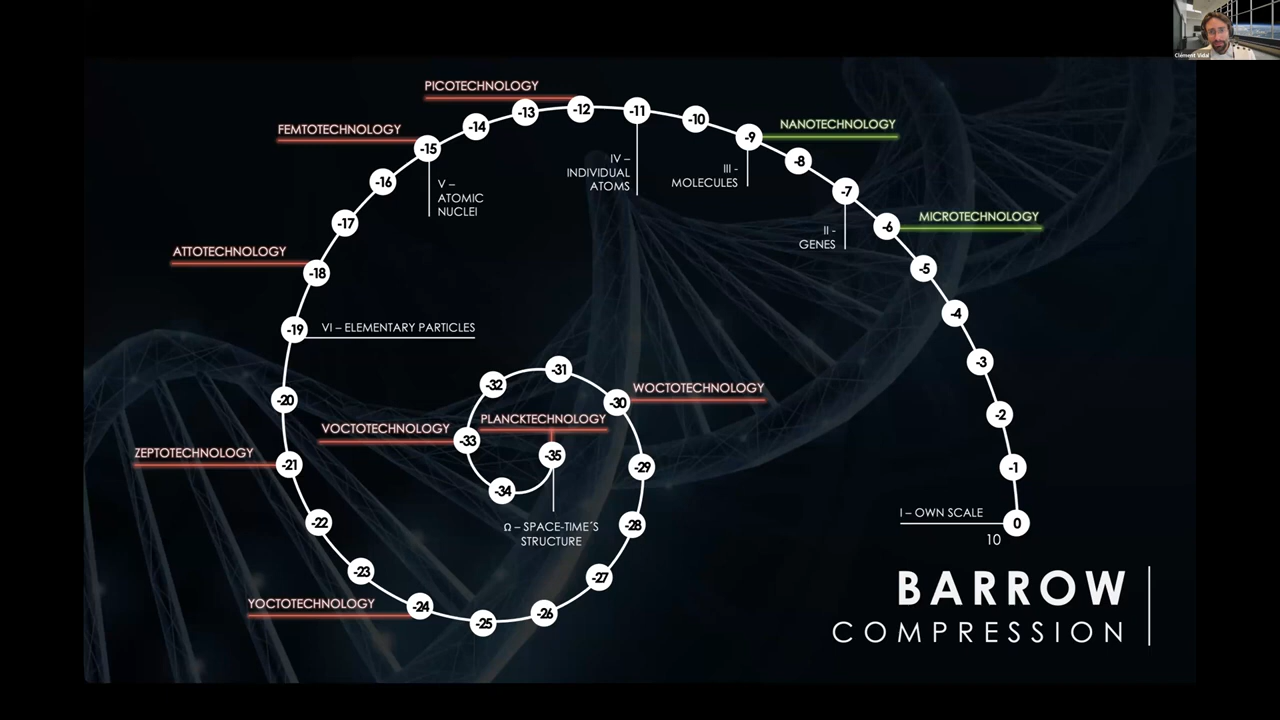 Clément Vidal
PICOTECHNOLOGY
FEMTOTECHNOLOGY
NANOTECHNOLOGY
ATTOTECHNOLOGY
MICROTECHNOLOGY
ZEPTOTECHNOLOGY
YOCTOTECHNOLOGY
WOCTOTECHNOLOGY
VOCTOTECHNOLOGY
PLANCKTECHNOLOGY
IV –
INDIVIDUAL
ATOMS
III -
MOLECULES
II -
GENES
V –
ATOMIC
NUCLEI
VI – ELEMENTARY PARTICLES
Ω – SPACE-TIME´S
STRUCTURE
I – OWN SCALE
10
0
-1
-2
-3
-4
-5
-6
-7
-8
-9
-10
-11
-12
-13
-14
-15
-16
-17
-18
-19
-20
-21
-22
-23
-24
-25
-26
-27
-28
-29
-30
-31
-32
-33
-34
-35
BARROW
COMPRESSION